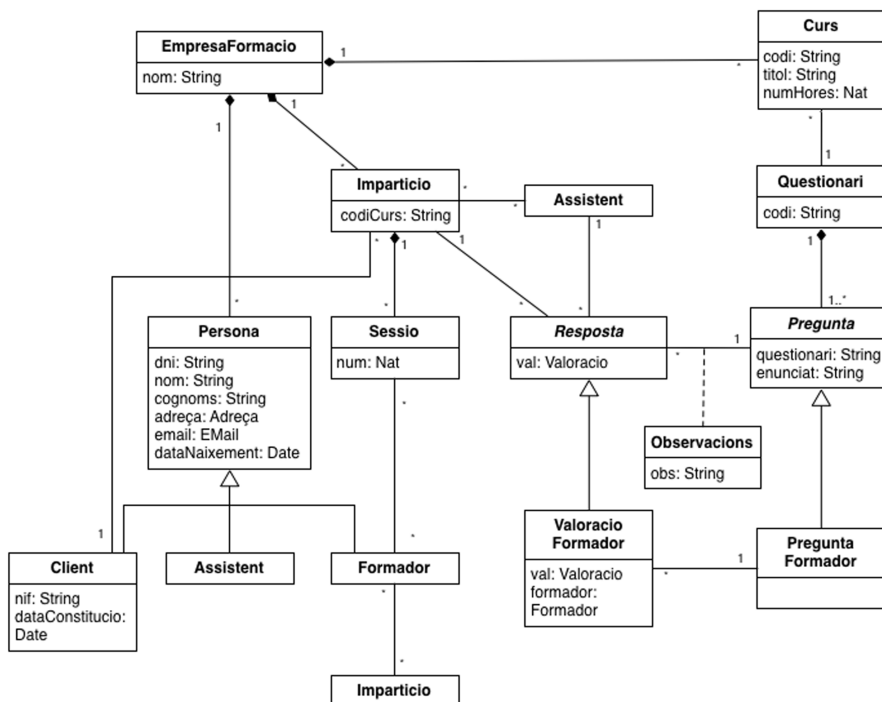 EmpresaFormacio
nom: String
1
*
1
1
Curs
codi: String
titol: String
numHores: Nat
*
1
Questionari
codi: String
1
1..*
*
Imparticio
codiCurs: String
*
*
Assistent
*
1
1
1
*
Persona
dni: String
nom: String
cognoms: String
adreça: Adreça
email: EMail
dataNaixement: Date
*
Sessio
num: Nat
*
*
*
Resposta
val: Valoracio
*
1
Pregunta
questionari: String
enunciat: String
Observacions
obs: String
1
Client
nif: String
dataConstitucio:
Date
Assistent
*
Formador
*
*
Imparticio
Valoracio
Formador
val: Valoracio
formador:
Formador
*
1
Pregunta
Formador